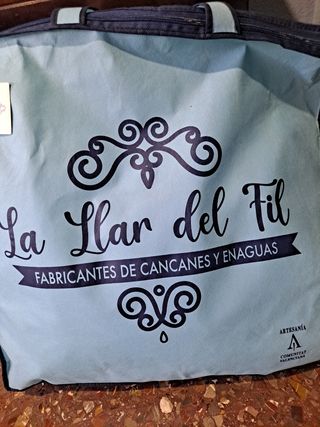 La Llar del Fil
FABRICANTES DE CANCANES Y ENAGUAS
ARTESANÍA
COMUNITAT
VALENCIANA